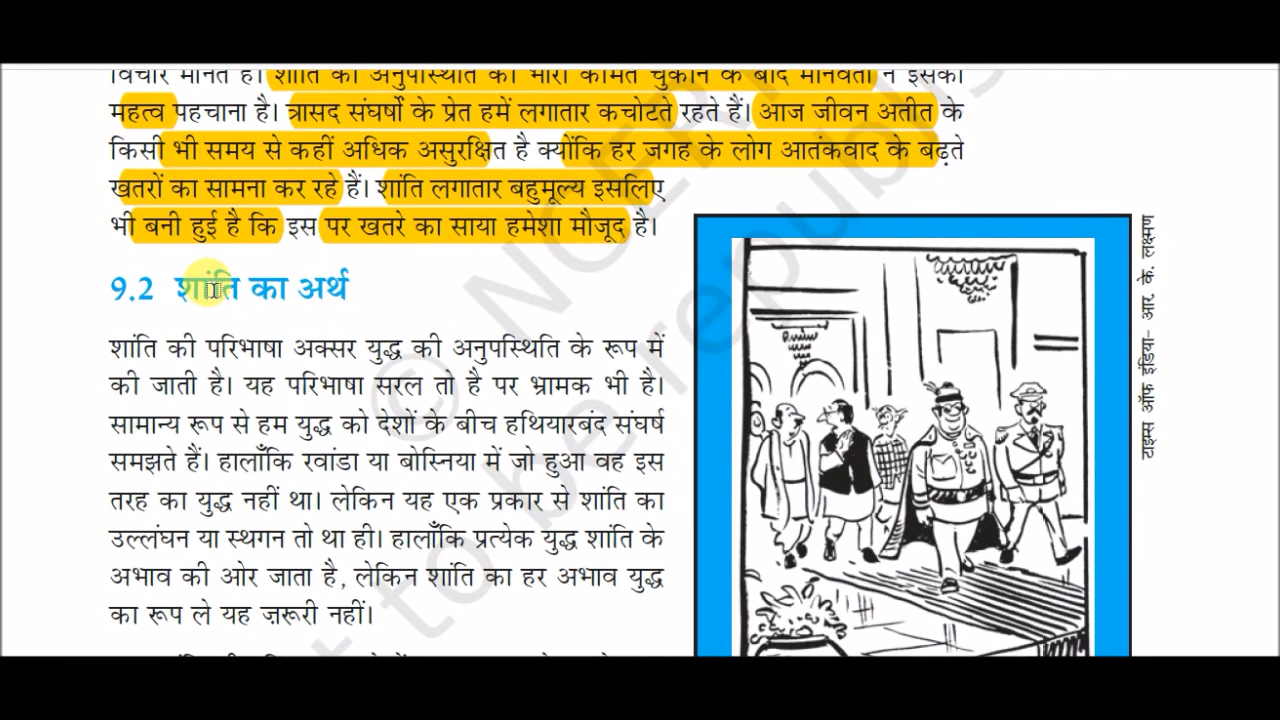 विचार मानते हैं। शांति की अनुपस्थिति की भारी कीमत चुकाने के बाद मानवता ने इसका
महत्व पहचाना है। त्रासद संघर्षों के प्रेत हमें लगातार कचोटते रहते हैं। आज जीवन अतीत के
किसी भी समय से कहीं अधिक असुरक्षित है क्योंकि हर जगह के लोग आतंकवाद के बढ़ते
खतरों का सामना कर रहे हैं। शांति लगातार बहुमूल्य इसलिए
भी बनी हुई है कि इस पर खतरे का साया हमेशा मौजूद है।
9.2 शांति का अर्थ
शांति की परिभाषा अक्सर युद्ध की अनुपस्थिति के रूप में
की जाती है। यह परिभाषा सरल तो है पर भ्रामक भी है।
सामान्य रूप से हम युद्ध को देशों के बीच हथियारबंद संघर्ष
समझते हैं। हालाँकि रवांडा या बोस्निया में जो हुआ वह इस
तरह का युद्ध नहीं था। लेकिन यह एक प्रकार से शांति का
उल्लंघन या स्थगन तो था ही। हालाँकि प्रत्येक युद्ध शांति के
अभाव की ओर जाता है, लेकिन शांति का हर अभाव युद्ध
का रूप ले यह ज़रूरी नहीं।
टाइम्स ऑफ इंडिया- आर. के. लक्ष्मण
© NCERT
to be republis